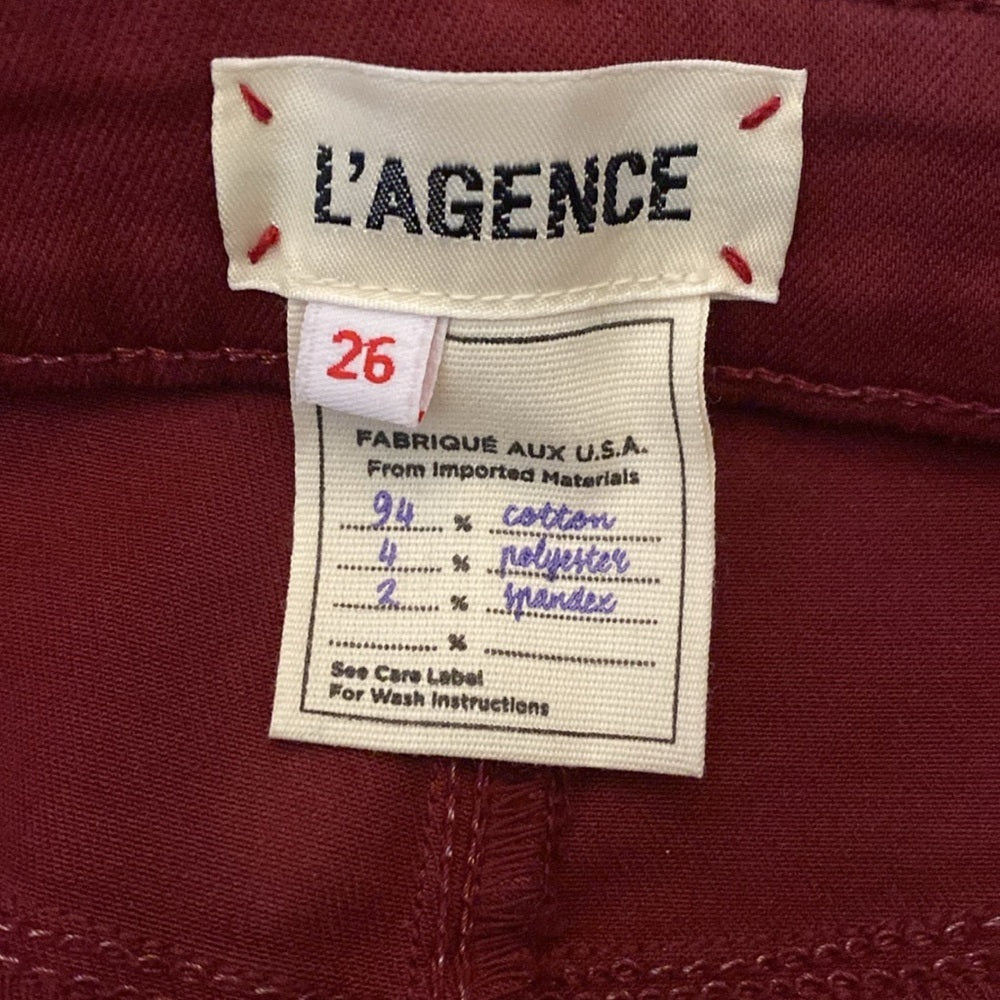 L'AGENCE
26
FABRIQUÉ AUX U.S.A.
From Imported Materials
94 % cotton
4 % polyester
2 % spandex
%
See Care Label
For Wash Instructions